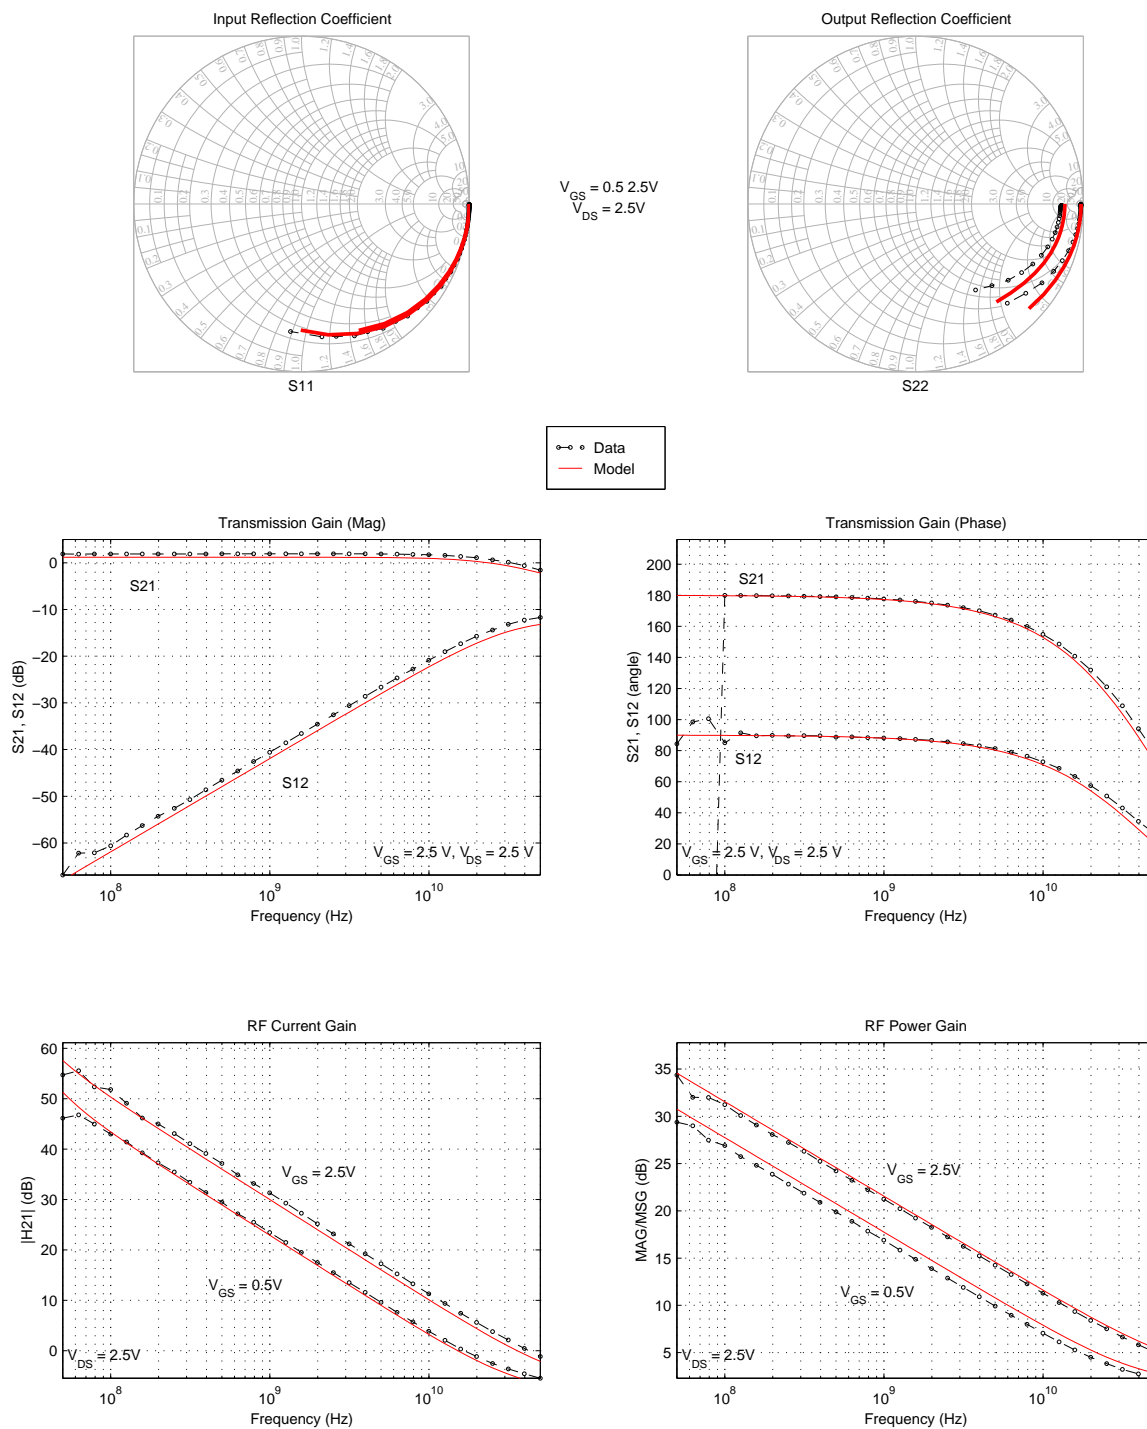 Input Reflection Coefficient
Output Reflection Coefficient
V_GS = 0.5 2.5V
V_DS = 2.5V
S11
S22
Data
Model
Transmission Gain (Mag)
0
−10
−20
−30
−40
−50
−60
S21, S12 (dB)
S21
S12
V_GS = 2.5 V, V_DS = 2.5 V
10^8
10^9
10^10
Frequency (Hz)
Transmission Gain (Phase)
200
180
160
140
120
100
80
60
40
20
0
S21, S12 (angle)
S21
S12
V_GS = 2.5 V, V_DS = 2.5 V
10^8
10^9
10^10
Frequency (Hz)
RF Current Gain
60
50
40
30
20
10
0
|H21| (dB)
V_GS = 2.5V
V_GS = 0.5V
V_DS = 2.5V
10^8
10^9
10^10
Frequency (Hz)
RF Power Gain
35
30
25
20
15
10
5
MAG/MSG (dB)
V_GS = 2.5V
V_GS = 0.5V
V_DS = 2.5V
10^8
10^9
10^10
Frequency (Hz)